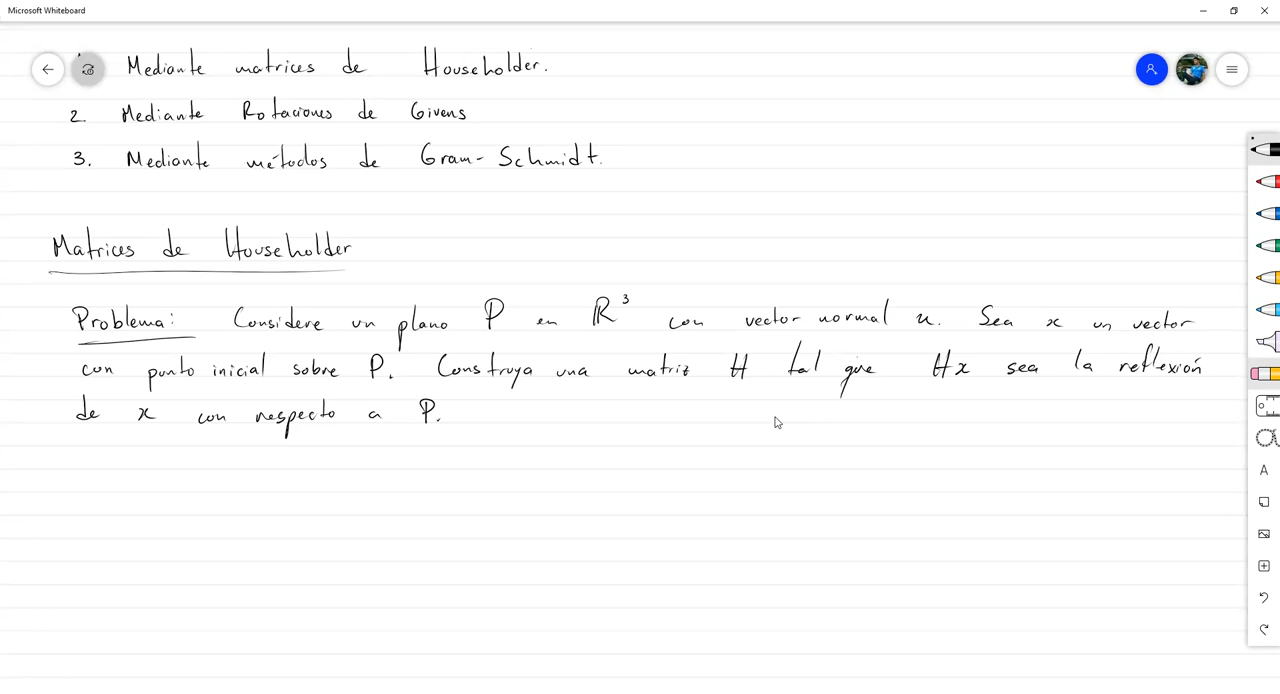 Microsoft Whiteboard
Mediante matrices de Householder.
2. Mediante Rotaciones de Givens
3. Mediante métodos de Gram-Schmidt.
Matrices de Householder
Problema: Considere un plano P en ℝ³ con vector normal u. Sea x un vector
con punto inicial sobre P. Construya una matriz H tal que Hx sea la reflexión
de x con respecto a P.
A